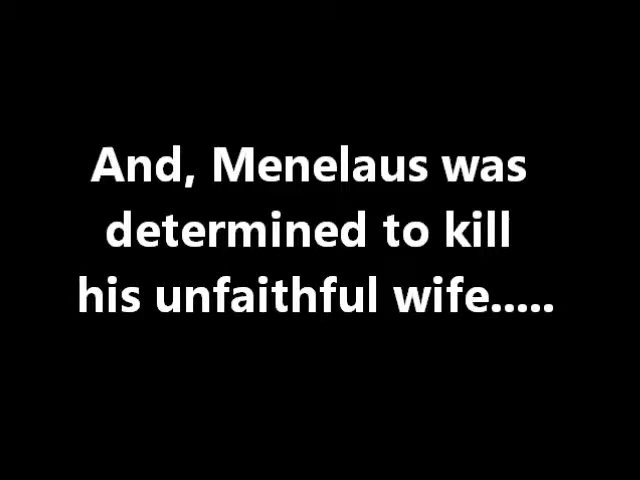 And, Menelaus was
determined to kill
his unfaithful wife.....